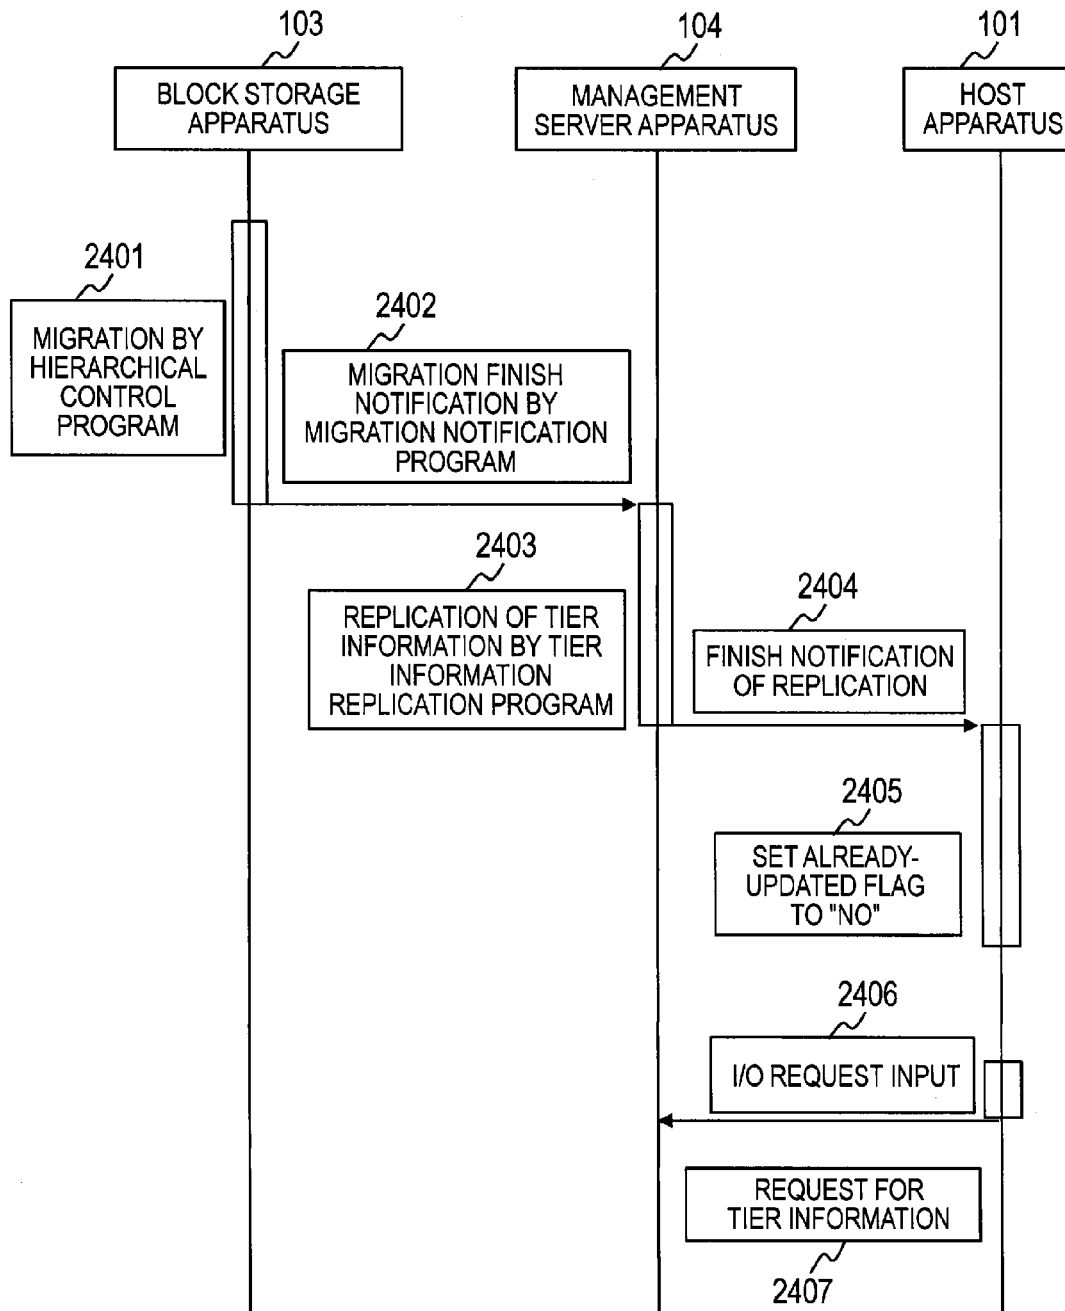 103
104
101
BLOCK STORAGE
APPARATUS
MANAGEMENT
SERVER APPARATUS
HOST
APPARATUS
2401
MIGRATION BY
HIERARCHICAL
CONTROL
PROGRAM
2402
MIGRATION FINISH
NOTIFICATION BY
MIGRATION NOTIFICATION
PROGRAM
2403
REPLICATION OF TIER
INFORMATION BY TIER
INFORMATION
REPLICATION PROGRAM
2404
FINISH NOTIFICATION
OF REPLICATION
2405
SET ALREADY-
UPDATED FLAG
TO "NO"
2406
I/O REQUEST INPUT
REQUEST FOR
TIER INFORMATION
2407